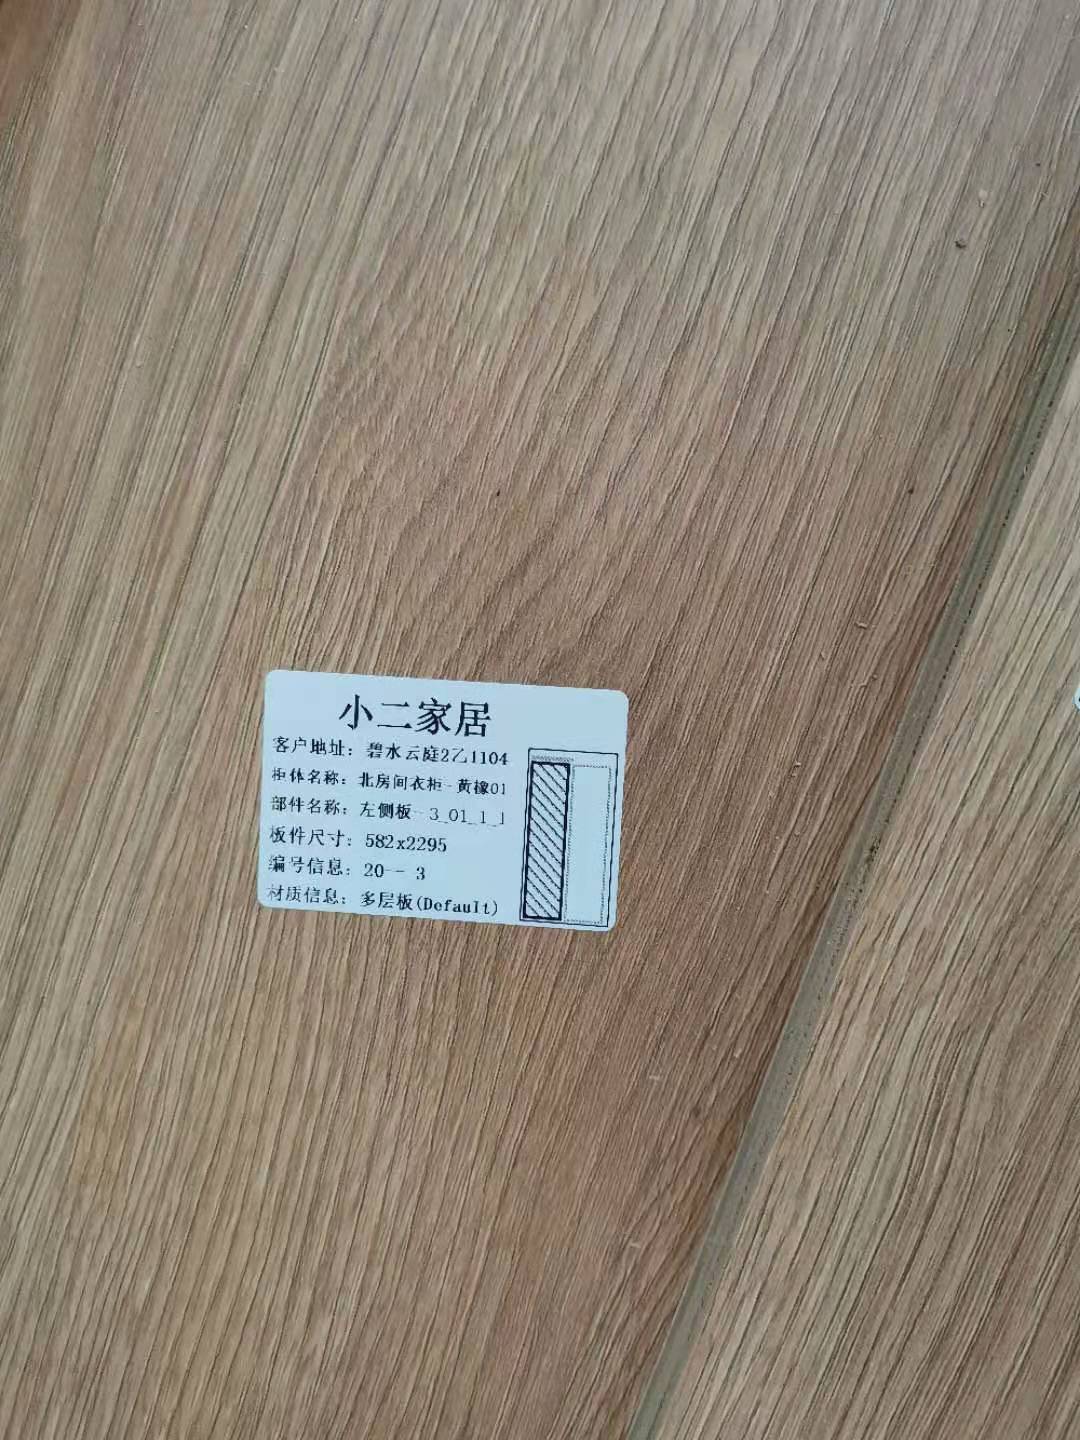 小二家居
客户地址：碧水云庭2乙1104
柜体名称：北房间衣柜-黄橡01
部件名称：左侧板--3_01_1_1
板件尺寸：582x2295
编号信息：20-- 3
材质信息：多层板(Default)